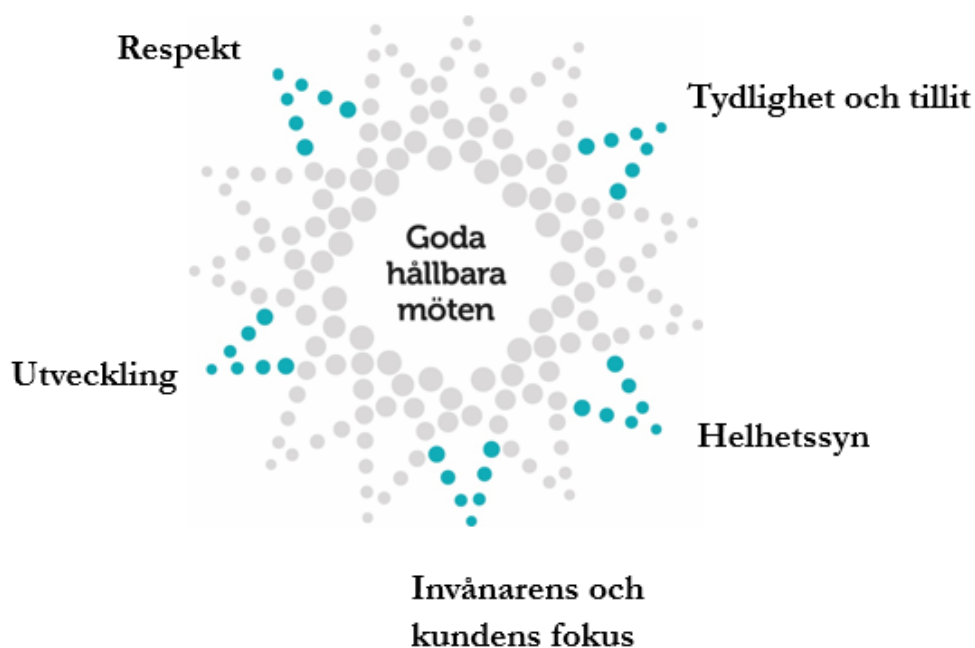 Respekt
Tydlighet och tillit
Goda
hållbara
möten
Utveckling
Helhetssyn
Invånarens och
kundens fokus